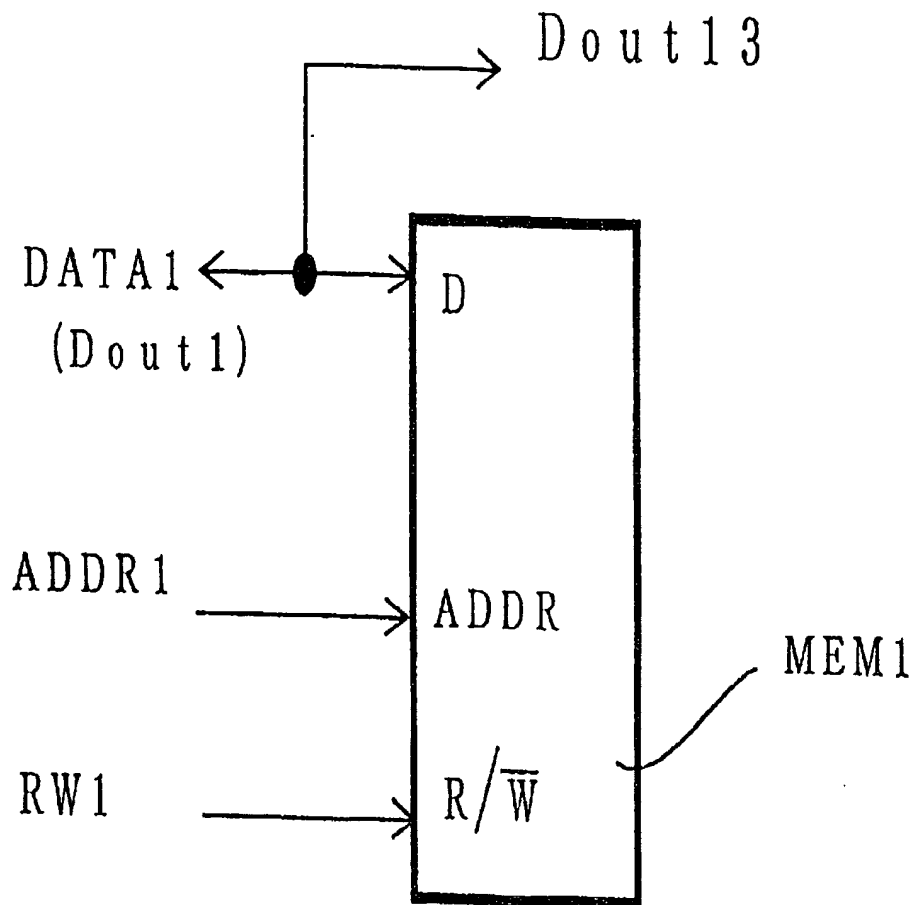 Dout13
DATA1
(Dout1)
D
ADDR1
ADDR
MEM1
RW1
R/W̅